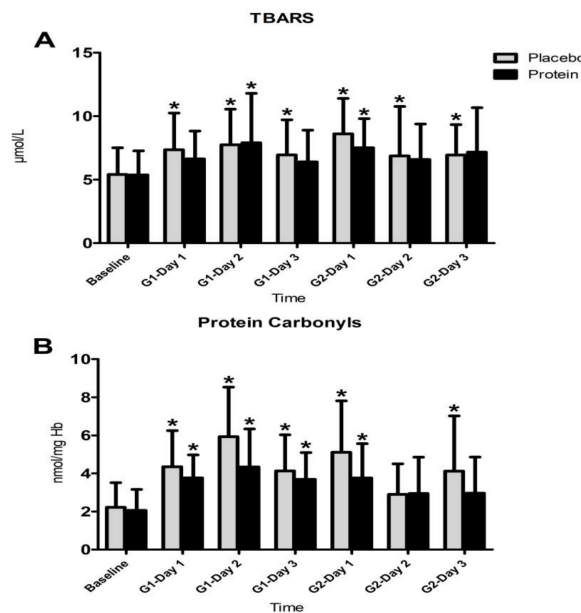 TBARS
A
15
10
5
0
µmol/L
Placebo
Protein
* * * * * * * *
Baseline
G1-Day 1
G1-Day 2
G1-Day 3
G2-Day 1
G2-Day 2
G2-Day 3
Time
Protein Carbonyls
B
10
8
6
4
2
0
nmol/mg Hb
* * * * * * * * *
Baseline
G1-Day 1
G1-Day 2
G1-Day 3
G2-Day 1
G2-Day 2
G2-Day 3
Time